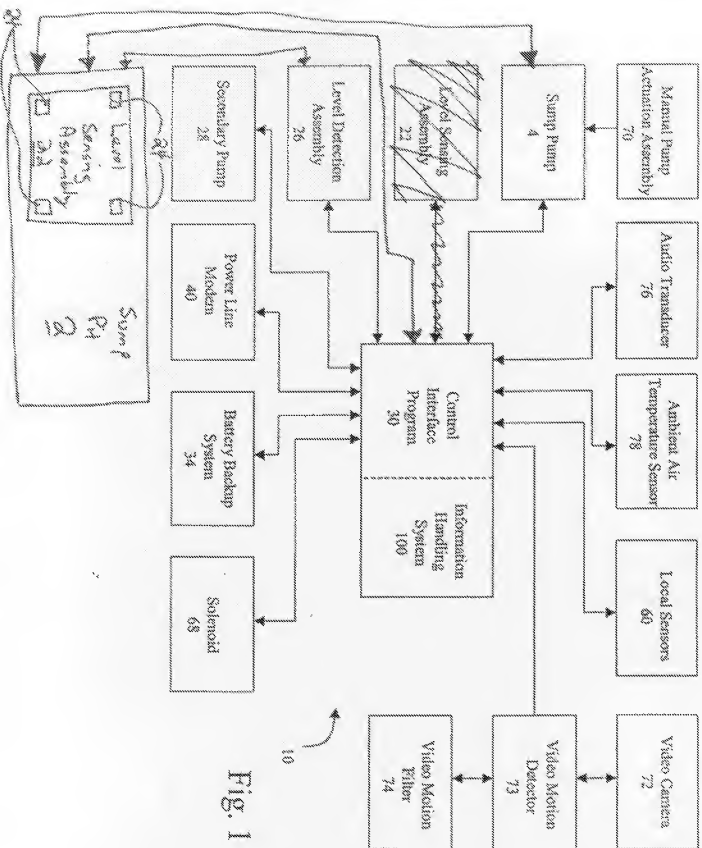 Manual Pump
Actuation Assembly
70
Audio Transducer
76
Ambient Air
Temperature Sensor
78
Local Sensors
60
Video Camera
72
Sump Pump
4
Level Sensing
Assembly
22
Level Detection
Assembly
26
Control
Interface
Program
30
Information
Handling
System
100
Video Motion
Detector
73
Video Motion
Filter
74
Secondary Pump
28
Power Line
Modem
40
Battery Backup
System
34
Solenoid
68
10
Fig. 1
24
24
Level
Sensing
Assembly
22
Sump
Pit
2